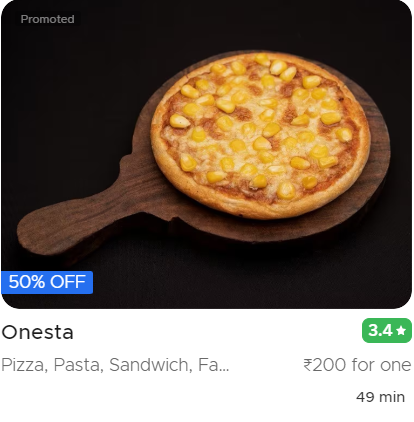 Promoted
50% OFF
Onesta
3.4★
Pizza, Pasta, Sandwich, Fa...
₹200 for one
49 min